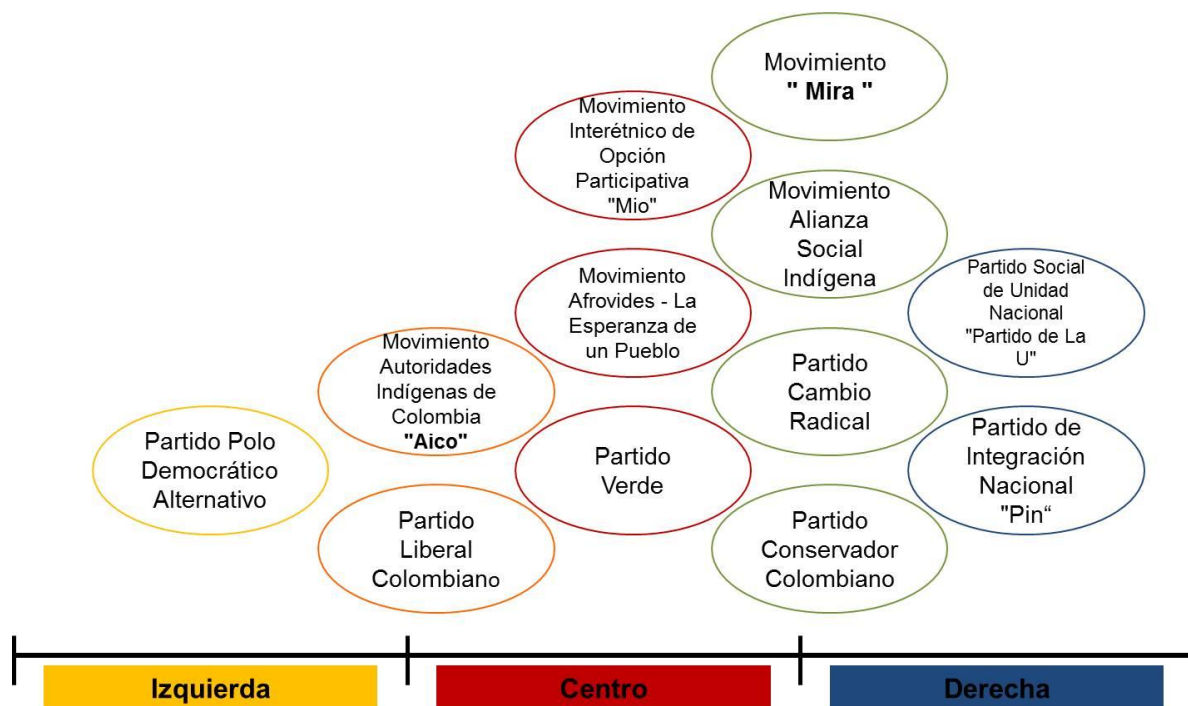 Movimiento
" Mira "
Movimiento
Interétnico de
Opción
Participativa
"Mio"
Movimiento
Alianza
Social
Indígena
Movimiento
Afrovides - La
Esperanza de
un Pueblo
Partido Social
de Unidad
Nacional
"Partido de La
U"
Movimiento
Autoridades
Indígenas de
Colombia
"Aico"
Partido
Cambio
Radical
Partido Polo
Democrático
Alternativo
Partido
Verde
Partido de
Integración
Nacional
"Pin“
Partido
Liberal
Colombiano
Partido
Conservador
Colombiano
Izquierda
Centro
Derecha